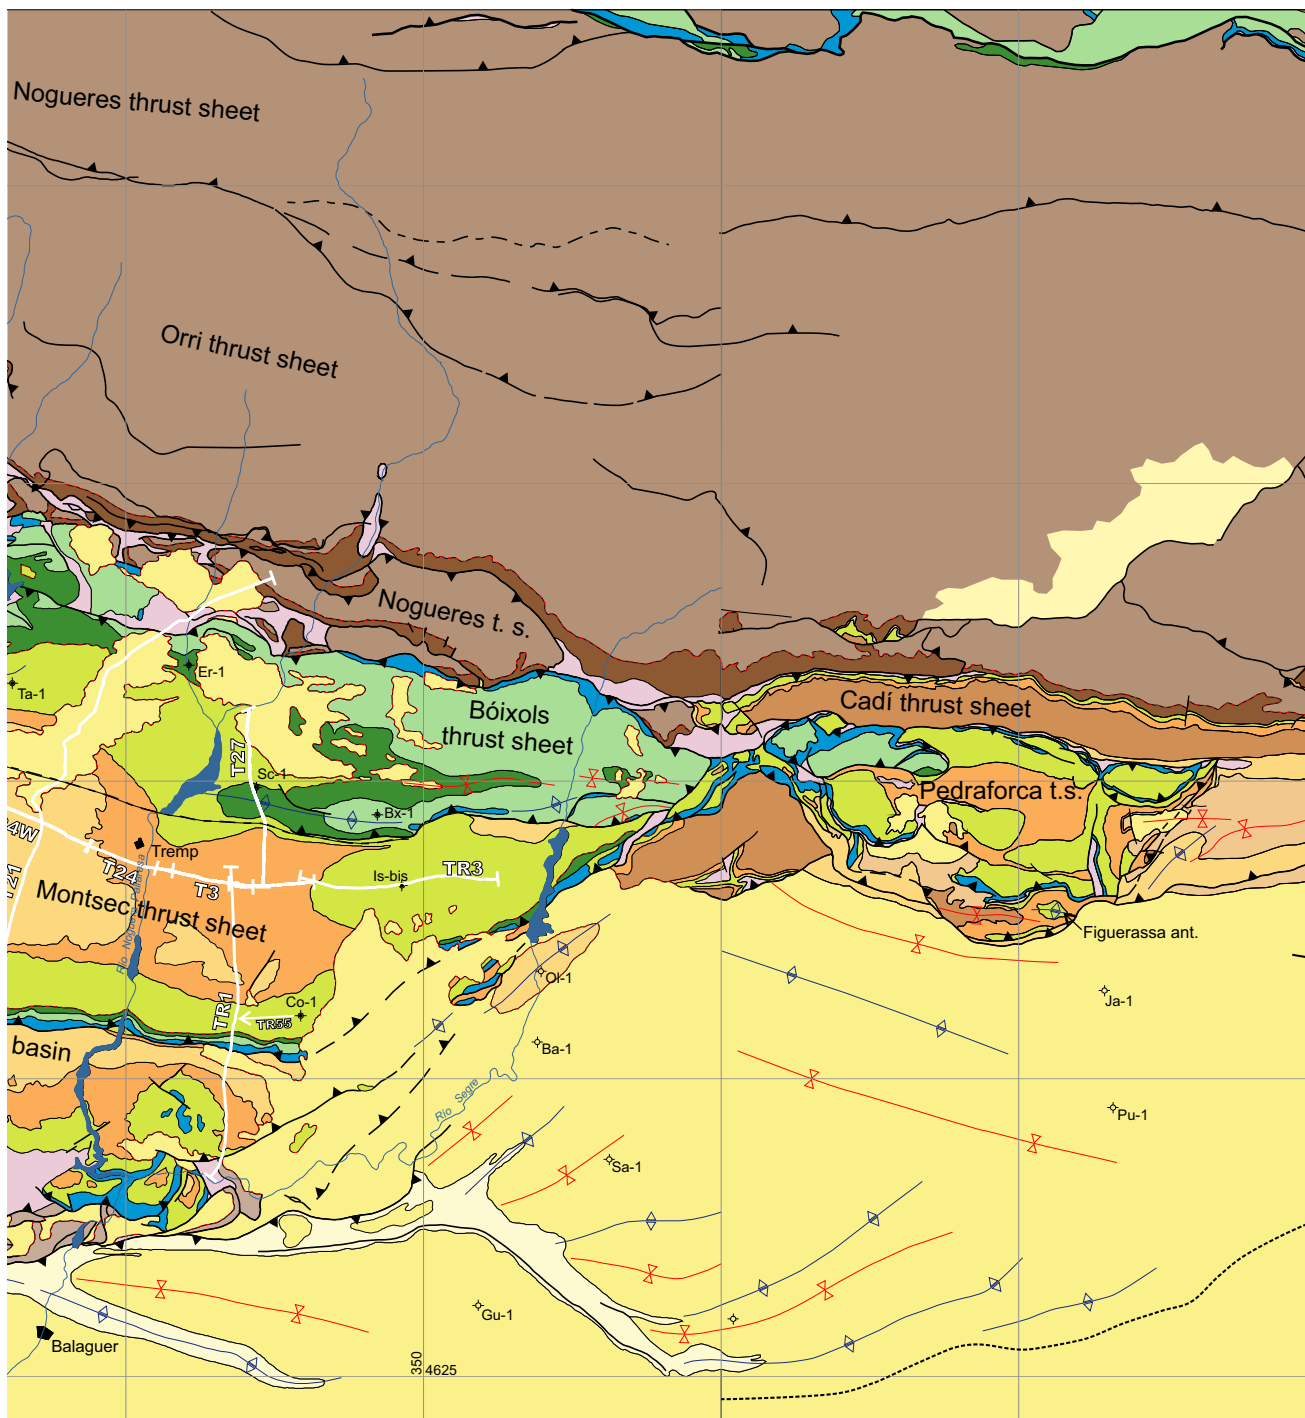 Nogueres thrust sheet
Orri thrust sheet
Nogueres t. s.
Er-1
Ta-1
Bóixols
thrust sheet
Cadí thrust sheet
T27
Sc-1
Bx-1
Pedraforca t.s.
Tremp
T24
T3
Is-bis
TR3
Montsec thrust sheet
Figuerassa ant.
Ol-1
Ja-1
Co-1
TR1
TR55
basin
Ba-1
Río Segre
Pu-1
Sa-1
Gu-1
Balaguer
350
4625